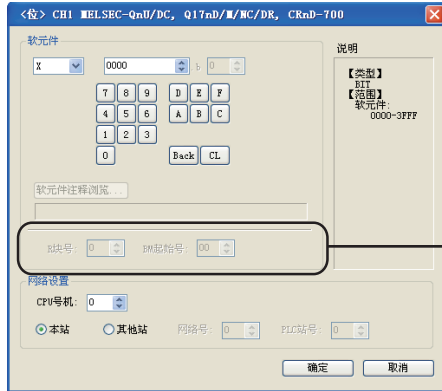 <位> CH1 MELSEC-QnU/DC, Q17nD/M/NC/DR, CRnD-700
软元件
X 0000 b 0
7 8 9 D E F
4 5 6 A B C
1 2 3
0 Back CL
软元件注释浏览...
R块号: 0 BM起始号: 00
说明
【类型】
BIT
【范围】
软元件:
0000-3FFF
网络设置
CPU号机: 0
本站 其他站 网络号: 0 PLC站号: 0
确定 取消